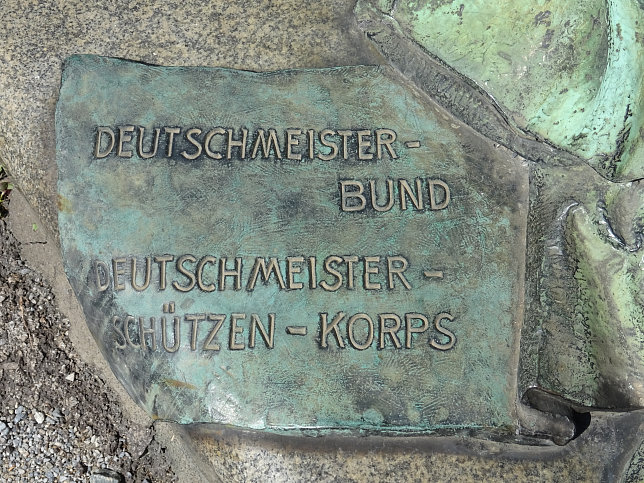 DEUTSCHMEISTER-
BUND
DEUTSCHMEISTER-
SCHÜTZEN-KORPS